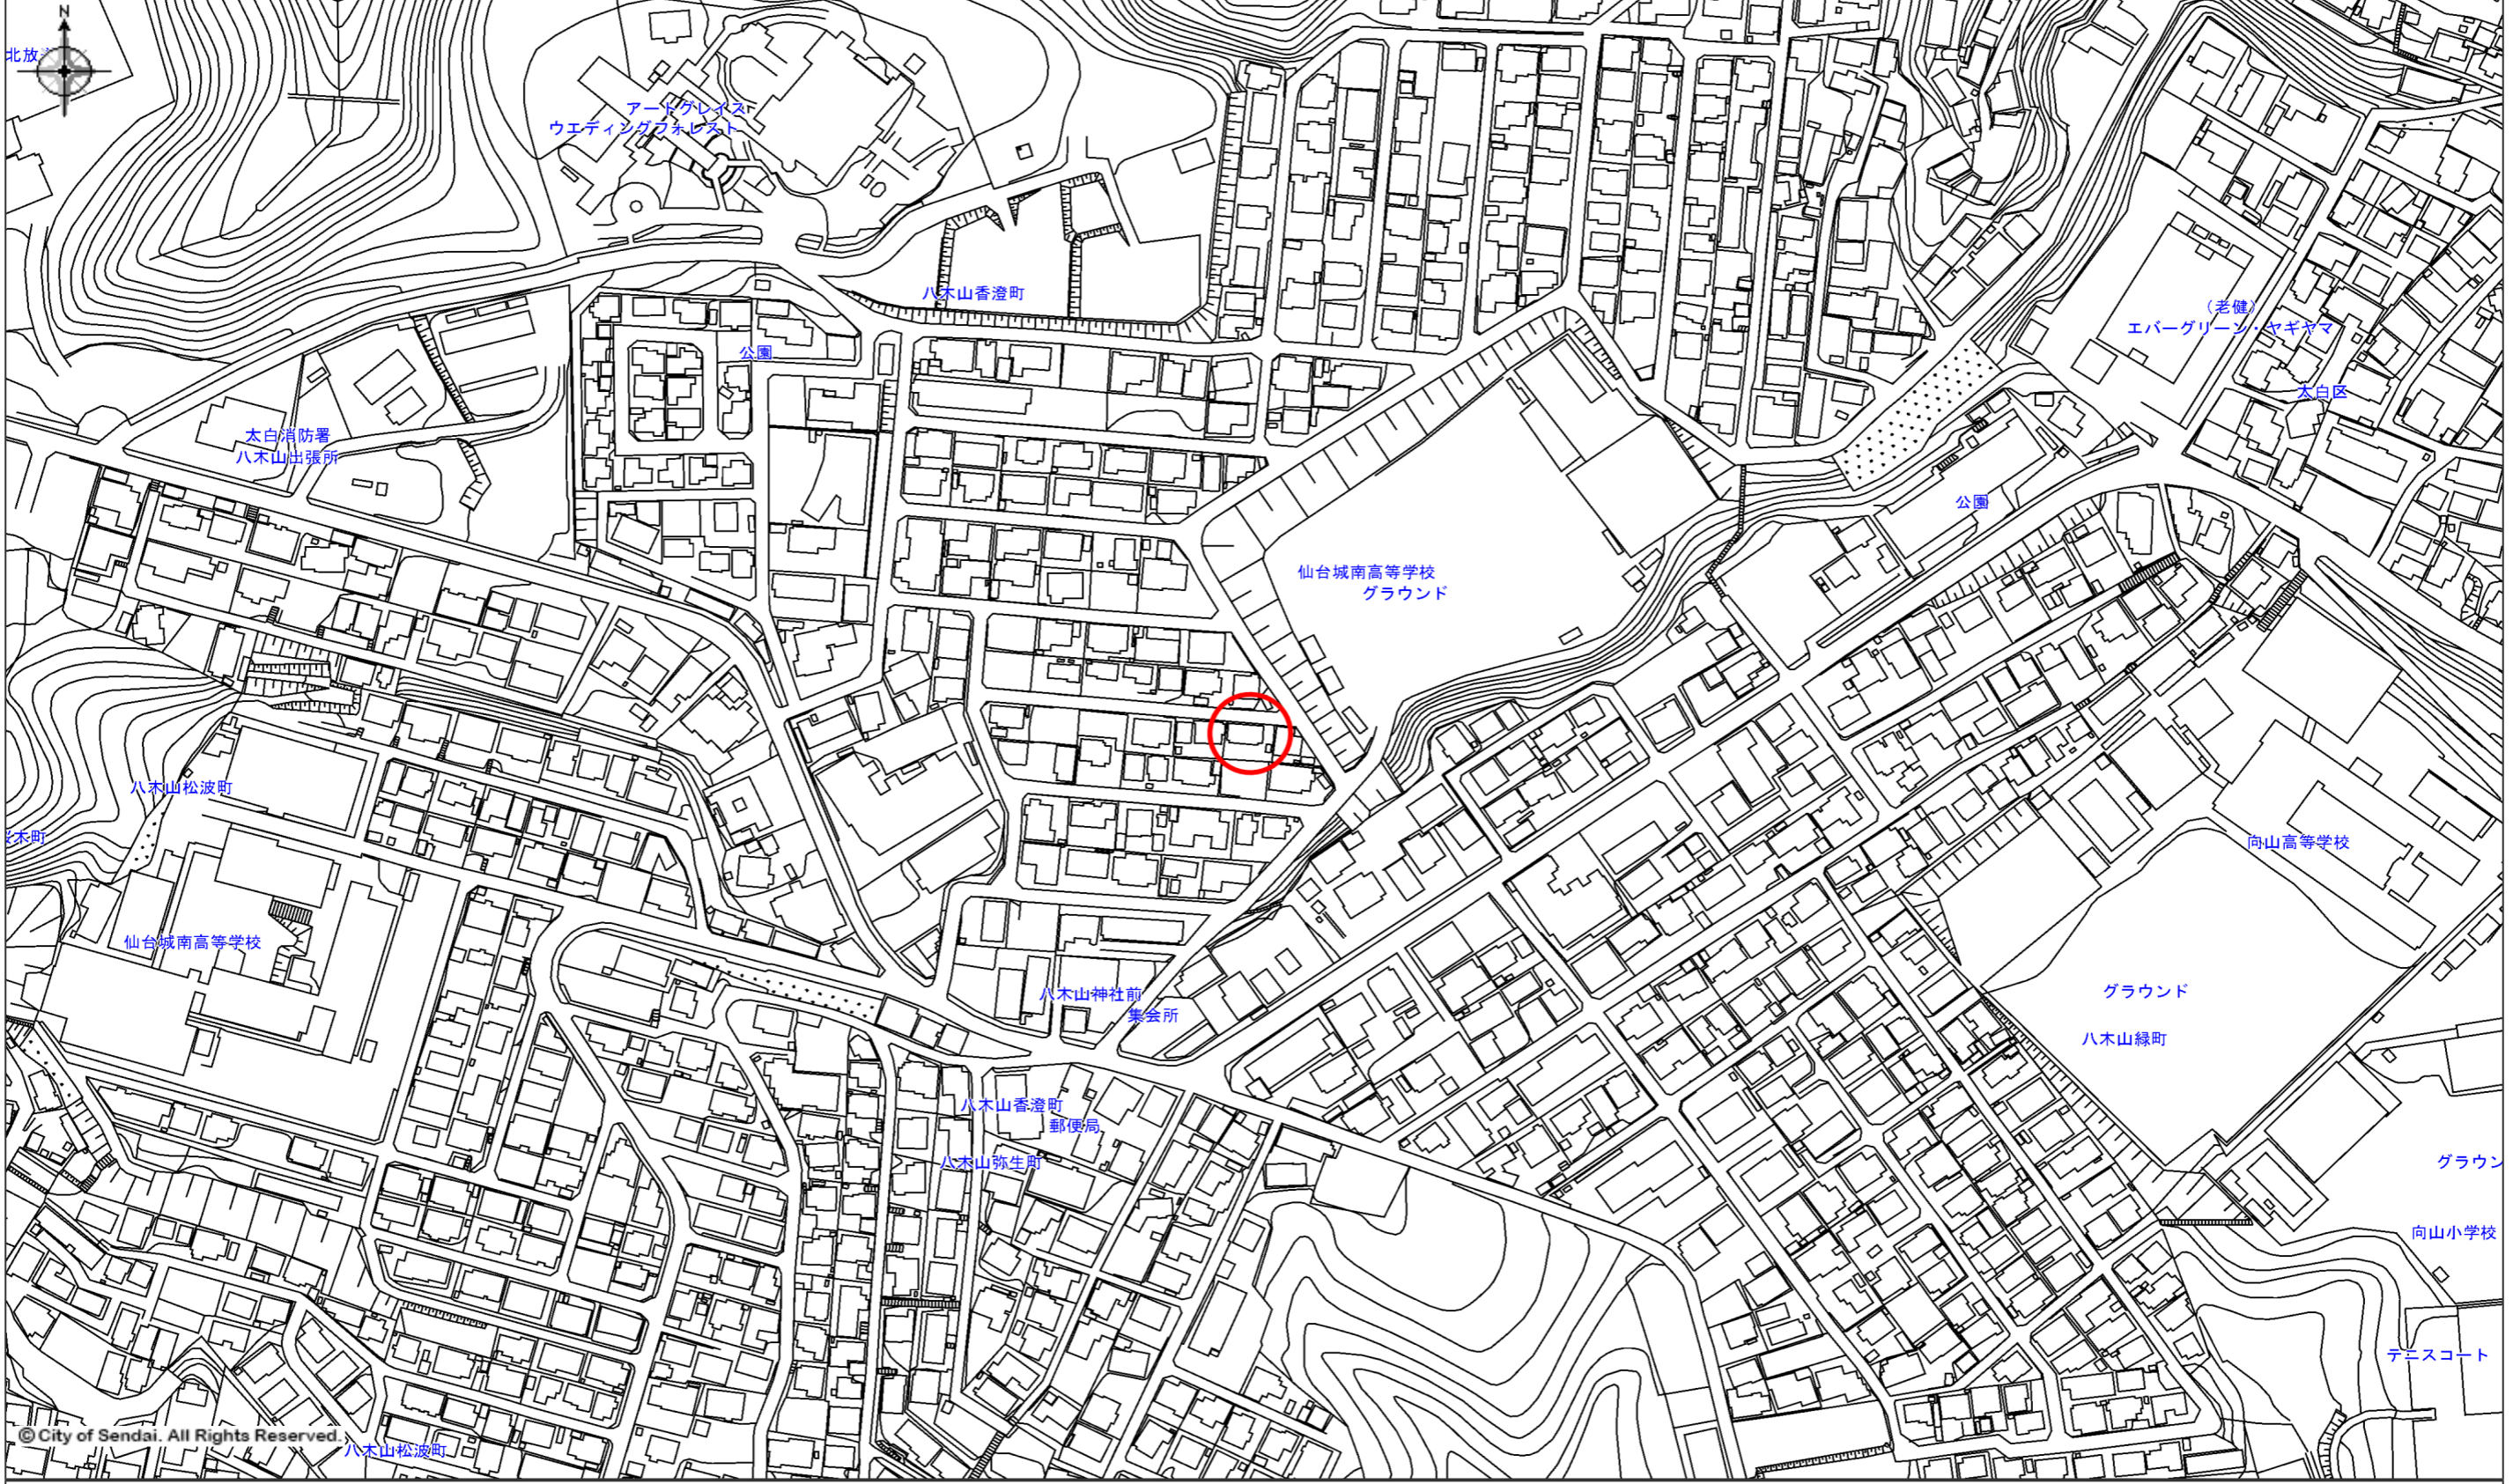 N
北放
アートグレイス
ウエディングフォレスト
八木山香澄町
(老健)
エバーグリーン・ヤギヤマ
公園
太白区
太白消防署
八木山出張所
公園
仙台城南高等学校
グラウンド
八木山松波町
木町
向山高等学校
仙台城南高等学校
グラウンド
八木山神社前
集会所
八木山緑町
八木山香澄町
郵便局
八木山弥生町
グラウン
向山小学校
テニスコート
© City of Sendai. All Rights Reserved.
八木山松波町